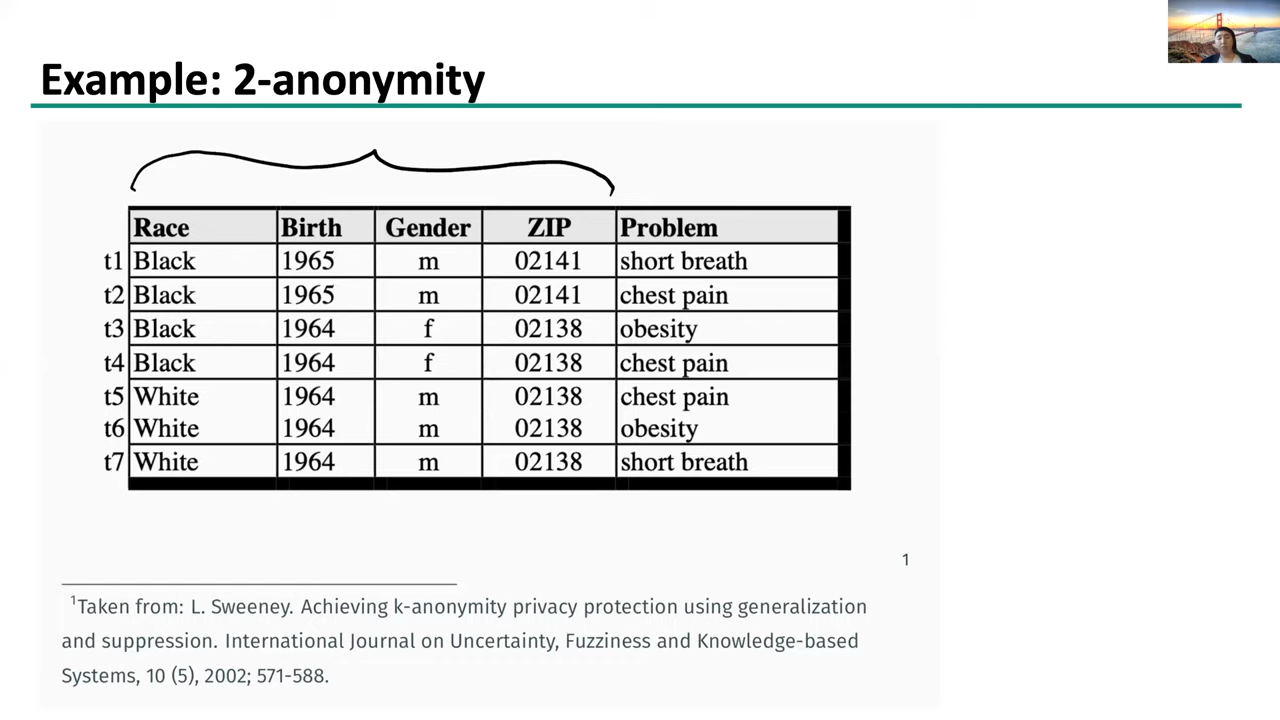 Example: 2-anonymity
Race Birth Gender ZIP Problem
t1 Black 1965 m 02141 short breath
t2 Black 1965 m 02141 chest pain
t3 Black 1964 f 02138 obesity
t4 Black 1964 f 02138 chest pain
t5 White 1964 m 02138 chest pain
t6 White 1964 m 02138 obesity
t7 White 1964 m 02138 short breath
1
1Taken from: L. Sweeney. Achieving k-anonymity privacy protection using generalization
and suppression. International Journal on Uncertainty, Fuzziness and Knowledge-based
Systems, 10 (5), 2002; 571-588.